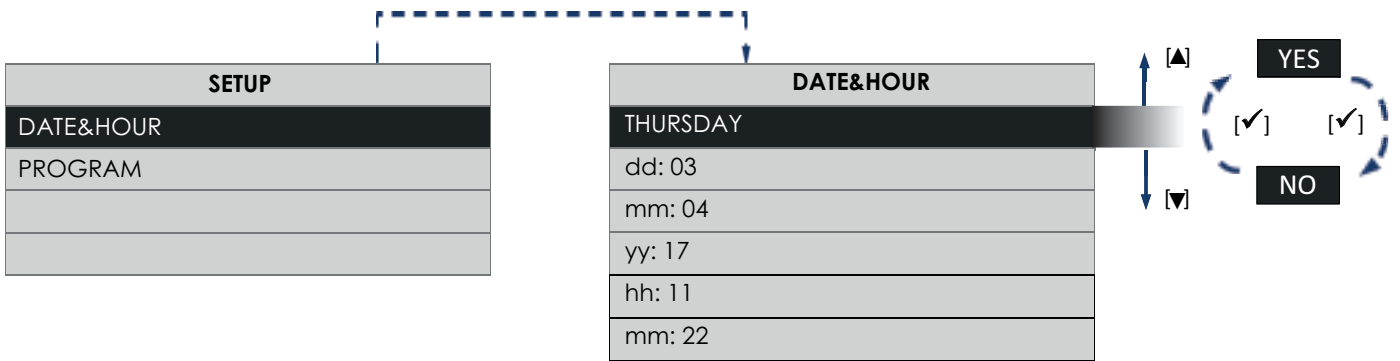 SETUP
DATE&HOUR
PROGRAM
DATE&HOUR
THURSDAY
dd: 03
mm: 04
yy: 17
hh: 11
mm: 22
[▲]
[▼]
YES
[✔] [✔]
NO